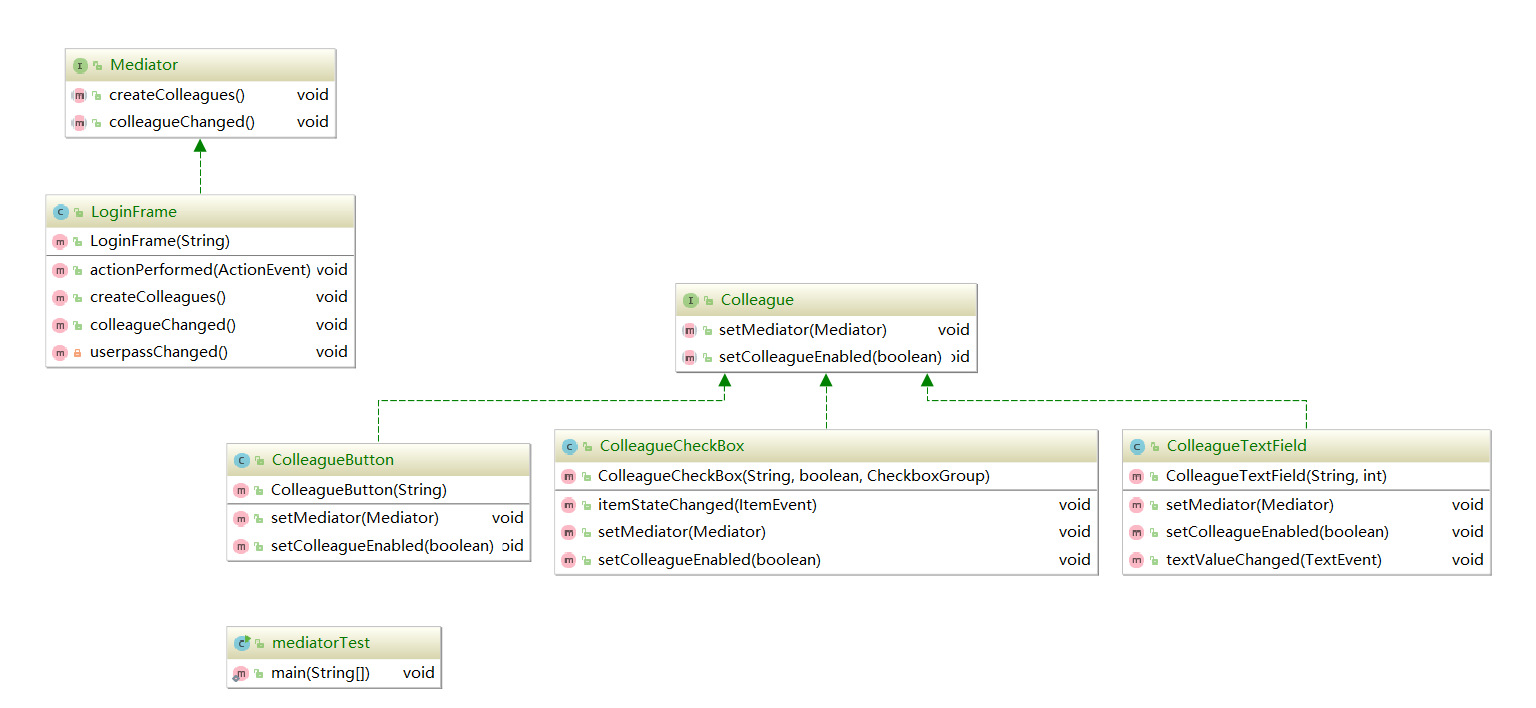 Mediator
createColleagues() void
colleagueChanged() void
LoginFrame
LoginFrame(String)
actionPerformed(ActionEvent) void
createColleagues() void
colleagueChanged() void
userpassChanged() void
Colleague
setMediator(Mediator) void
setColleagueEnabled(boolean) oid
ColleagueButton
ColleagueButton(String)
setMediator(Mediator) void
setColleagueEnabled(boolean) oid
ColleagueCheckBox
ColleagueCheckBox(String, boolean, CheckboxGroup)
itemStateChanged(ItemEvent) void
setMediator(Mediator) void
setColleagueEnabled(boolean) void
ColleagueTextField
ColleagueTextField(String, int)
setMediator(Mediator) void
setColleagueEnabled(boolean) void
textValueChanged(TextEvent) void
mediatorTest
main(String[]) void